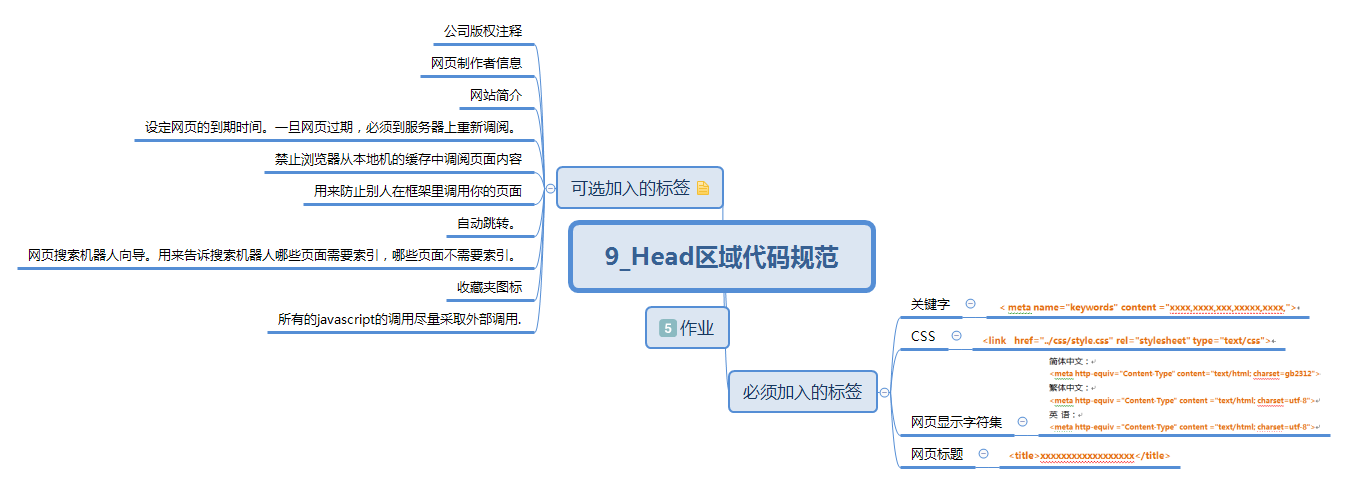 公司版权注释
网页制作者信息
网站简介
设定网页的到期时间。一旦网页过期，必须到服务器上重新调阅。
禁止浏览器从本地机的缓存中调阅页面内容
用来防止别人在框架里调用你的页面
自动跳转。
网页搜索机器人向导。用来告诉搜索机器人哪些页面需要索引，哪些页面不需要索引。
收藏夹图标
所有的javascript的调用尽量采取外部调用.
可选加入的标签
9_Head区域代码规范
5 作业
必须加入的标签
关键字
< meta name="keywords" content ="xxxx,xxxx,xxx,xxxxx,xxxx,">
CSS
<link href="../css/style.css" rel="stylesheet" type="text/css">
网页显示字符集
简体中文：
<meta http-equiv="Content-Type" content="text/html; charset=gb2312">
繁体中文：
<meta http-equiv ="Content-Type" content ="text/html; charset=utf-8">
英 语：
<meta http-equiv ="Content-Type" content ="text/html; charset=utf-8">
网页标题
<title>xxxxxxxxxxxxxxxxxx</title>